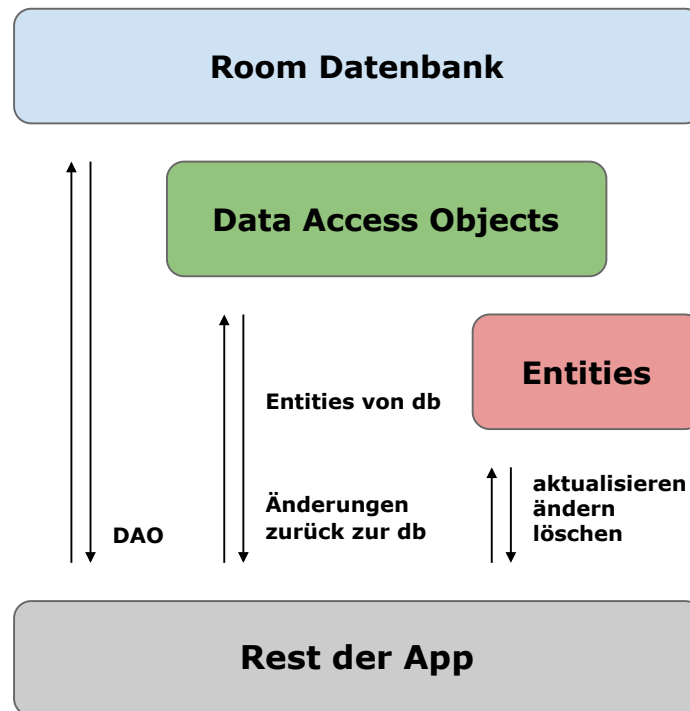 Room Datenbank
Data Access Objects
Entities
Entities von db
aktualisieren
ändern
löschen
Änderungen
zurück zur db
DAO
Rest der App